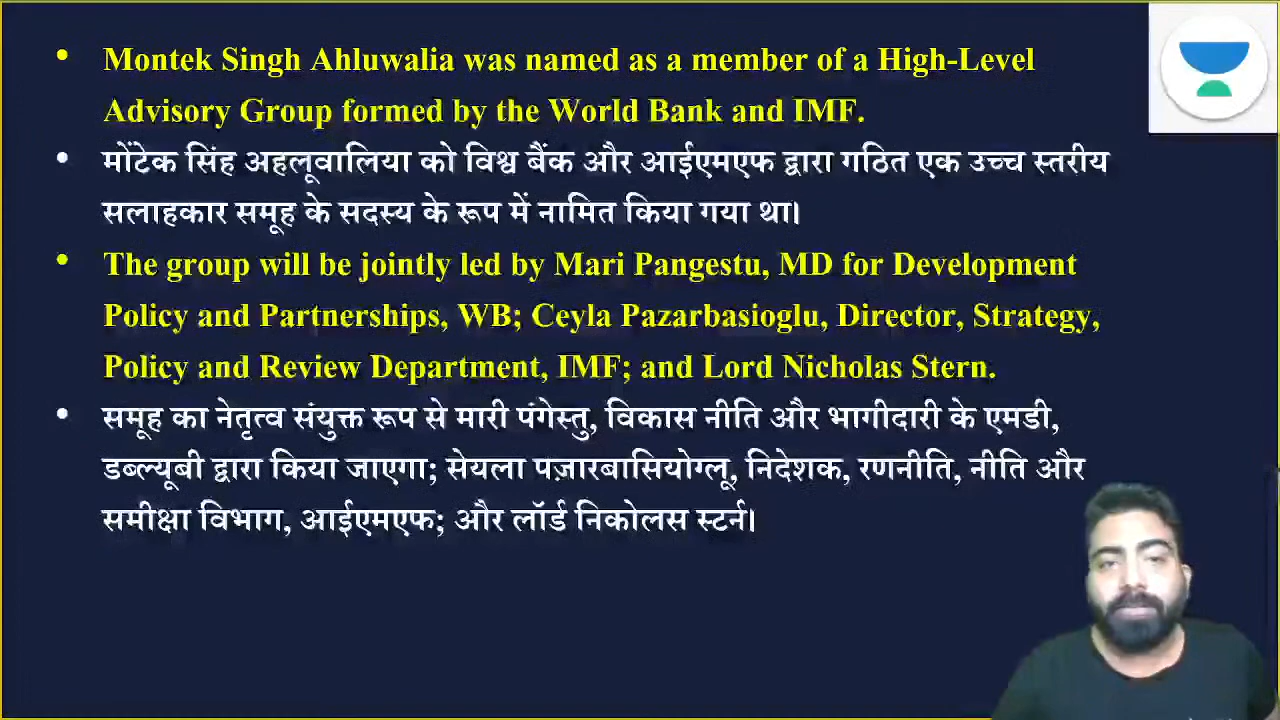 • Montek Singh Ahluwalia was named as a member of a High-Level
Advisory Group formed by the World Bank and IMF.
• मोंटेक सिंह अहलूवालिया को विश्व बैंक और आईएमएफ द्वारा गठित एक उच्च स्तरीय
सलाहकार समूह के सदस्य के रूप में नामित किया गया था।
• The group will be jointly led by Mari Pangestu, MD for Development
Policy and Partnerships, WB; Ceyla Pazarbasioglu, Director, Strategy,
Policy and Review Department, IMF; and Lord Nicholas Stern.
• समूह का नेतृत्व संयुक्त रूप से मारी पंगेस्तु, विकास नीति और भागीदारी के एमडी,
डब्ल्यूबी द्वारा किया जाएगा; सेयला पज़ारबासियोग्लू, निदेशक, रणनीति, नीति और
समीक्षा विभाग, आईएमएफ; और लॉर्ड निकोलस स्टर्न।